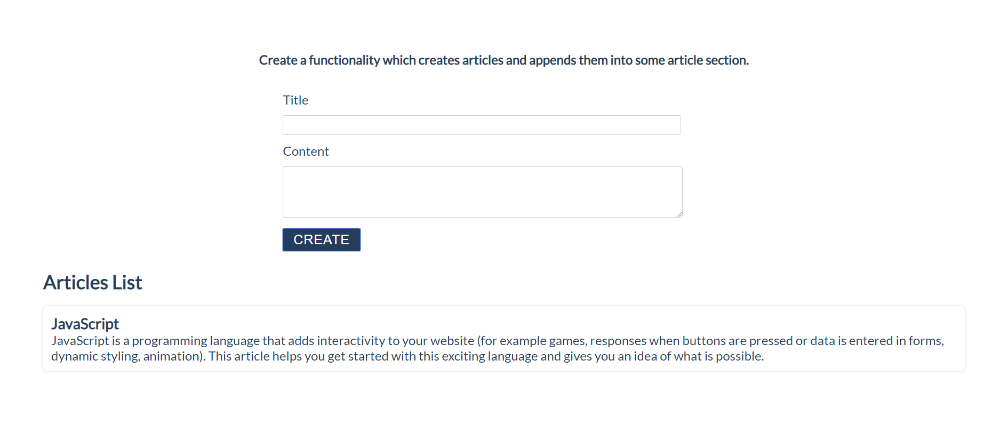 Create a functionality which creates articles and appends them into some article section.
Title
Content
CREATE
Articles List
JavaScript
JavaScript is a programming language that adds interactivity to your website (for example games, responses when buttons are pressed or data is entered in forms,
dynamic styling, animation). This article helps you get started with this exciting language and gives you an idea of what is possible.